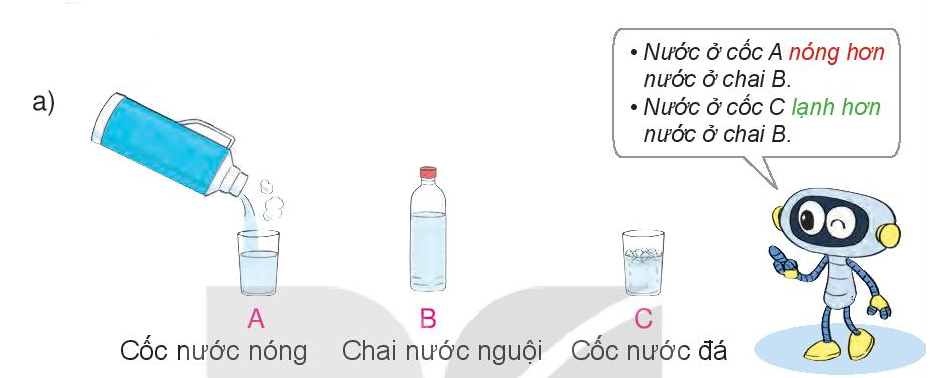 • Nước ở cốc A nóng hơn
nước ở chai B.
• Nước ở cốc C lạnh hơn
nước ở chai B.
a)
A
B
C
Cốc nước nóng
Chai nước nguội
Cốc nước đá